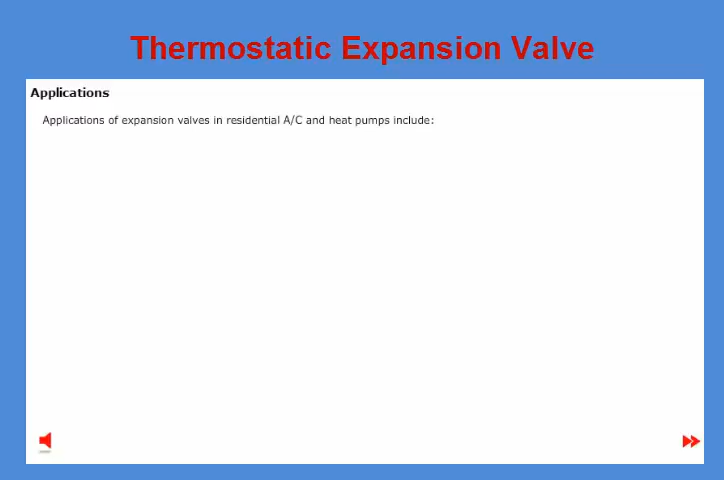 Thermostatic Expansion Valve
Applications
Applications of expansion valves in residential A/C and heat pumps include: